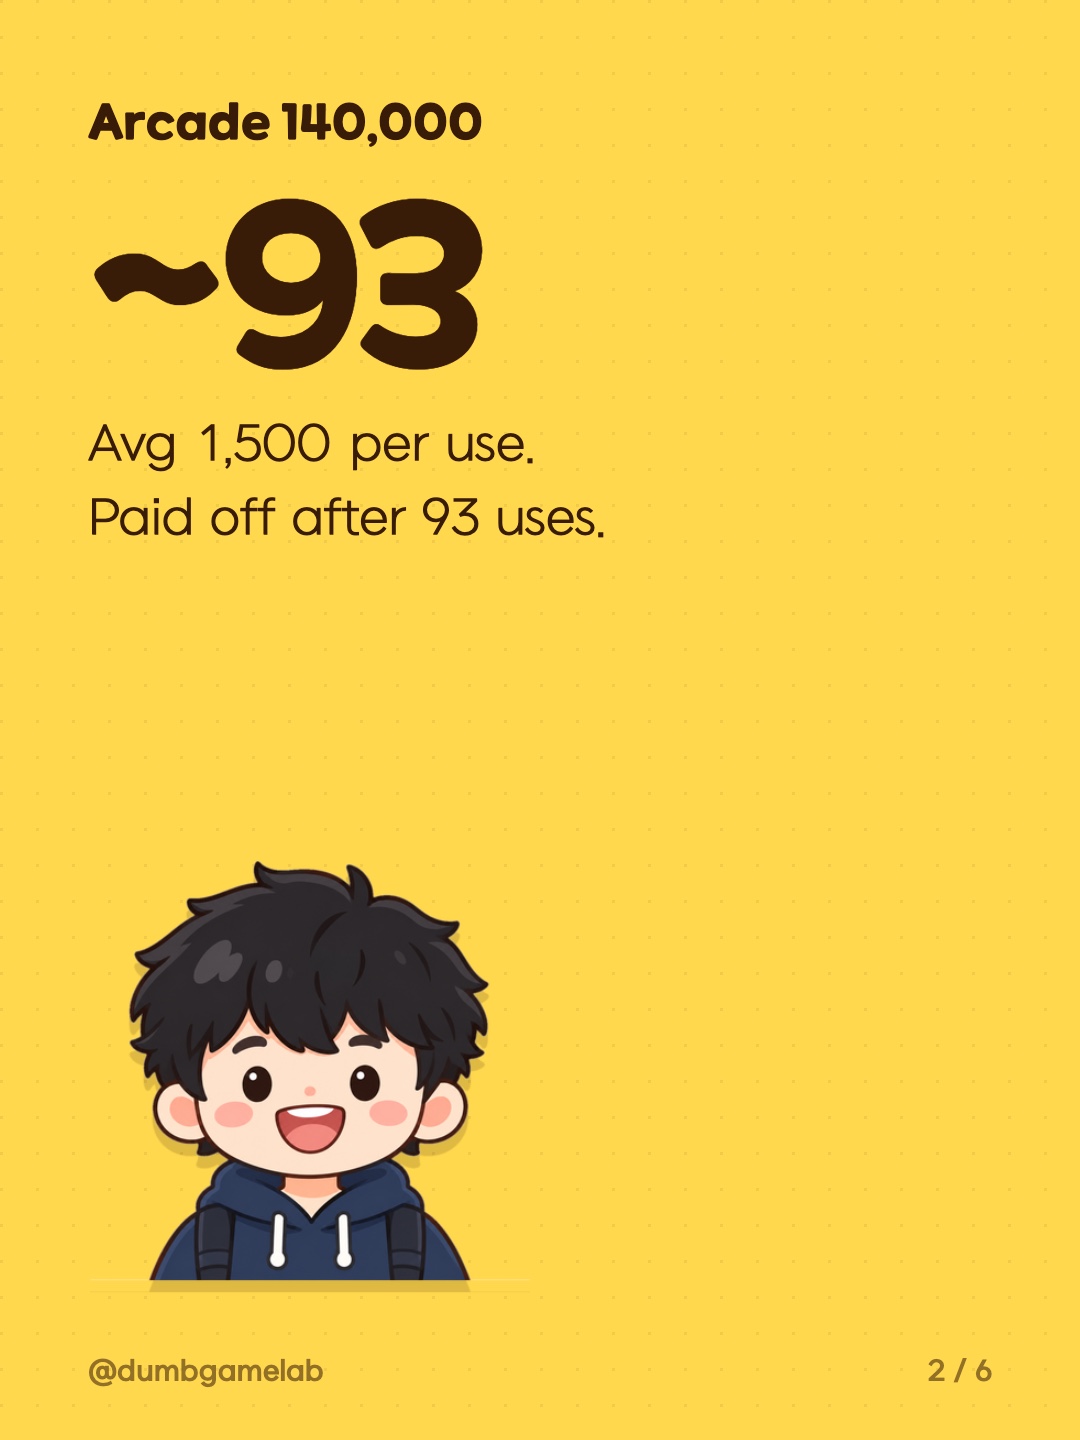 Arcade 140,000
~93
Avg 1,500 per use.
Paid off after 93 uses.
@dumbgamelab
2 / 6